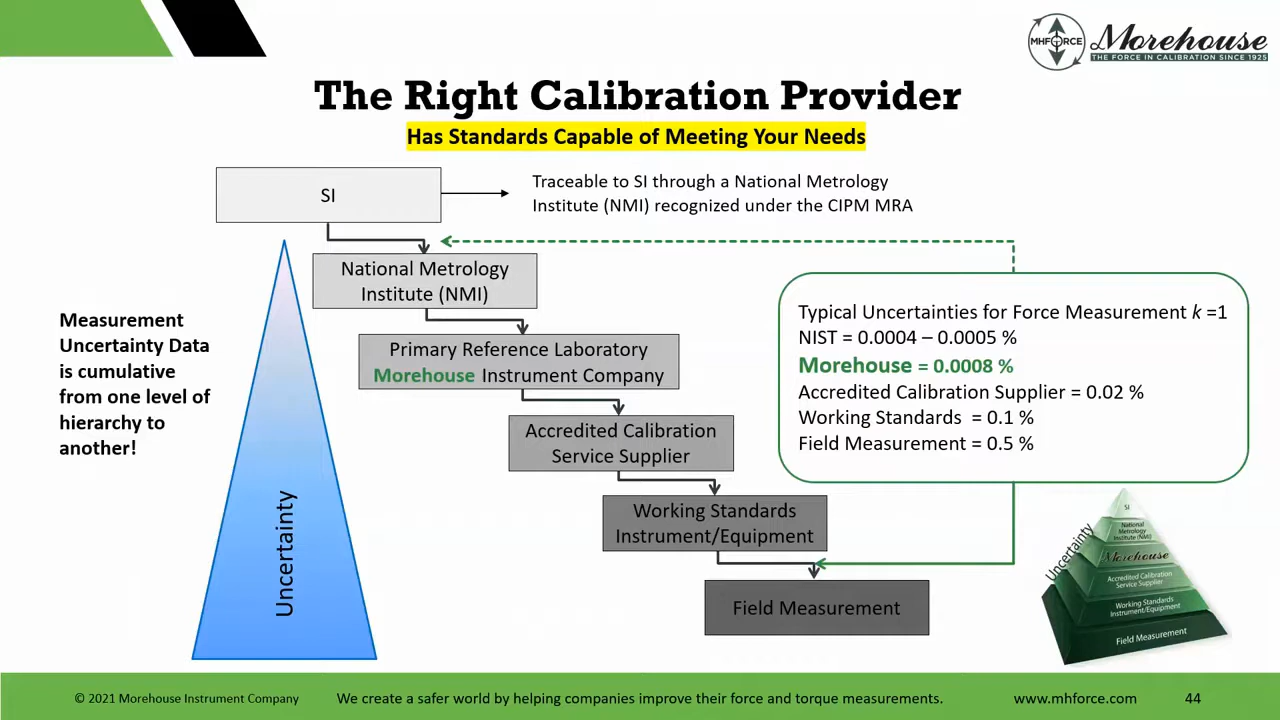 MHFORCE
Morehouse
THE FORCE IN CALIBRATION SINCE 1925
The Right Calibration Provider
Has Standards Capable of Meeting Your Needs
SI
Traceable to SI through a National Metrology
Institute (NMI) recognized under the CIPM MRA
National Metrology
Institute (NMI)
Primary Reference Laboratory
Morehouse Instrument Company
Accredited Calibration
Service Supplier
Working Standards
Instrument/Equipment
Field Measurement
Measurement
Uncertainty Data
is cumulative
from one level of
hierarchy to
another!
Uncertainty
Typical Uncertainties for Force Measurement k =1
NIST = 0.0004 – 0.0005 %
Morehouse = 0.0008 %
Accredited Calibration Supplier = 0.02 %
Working Standards  = 0.1 %
Field Measurement = 0.5 %
Uncertainty
SI
National
Metrology
Institute (NMI)
Morehouse
Accredited Calibration
Service Supplier
Working Standards
Instrument/Equipment
Field Measurement
© 2021 Morehouse Instrument Company
We create a safer world by helping companies improve their force and torque measurements.
www.mhforce.com
44